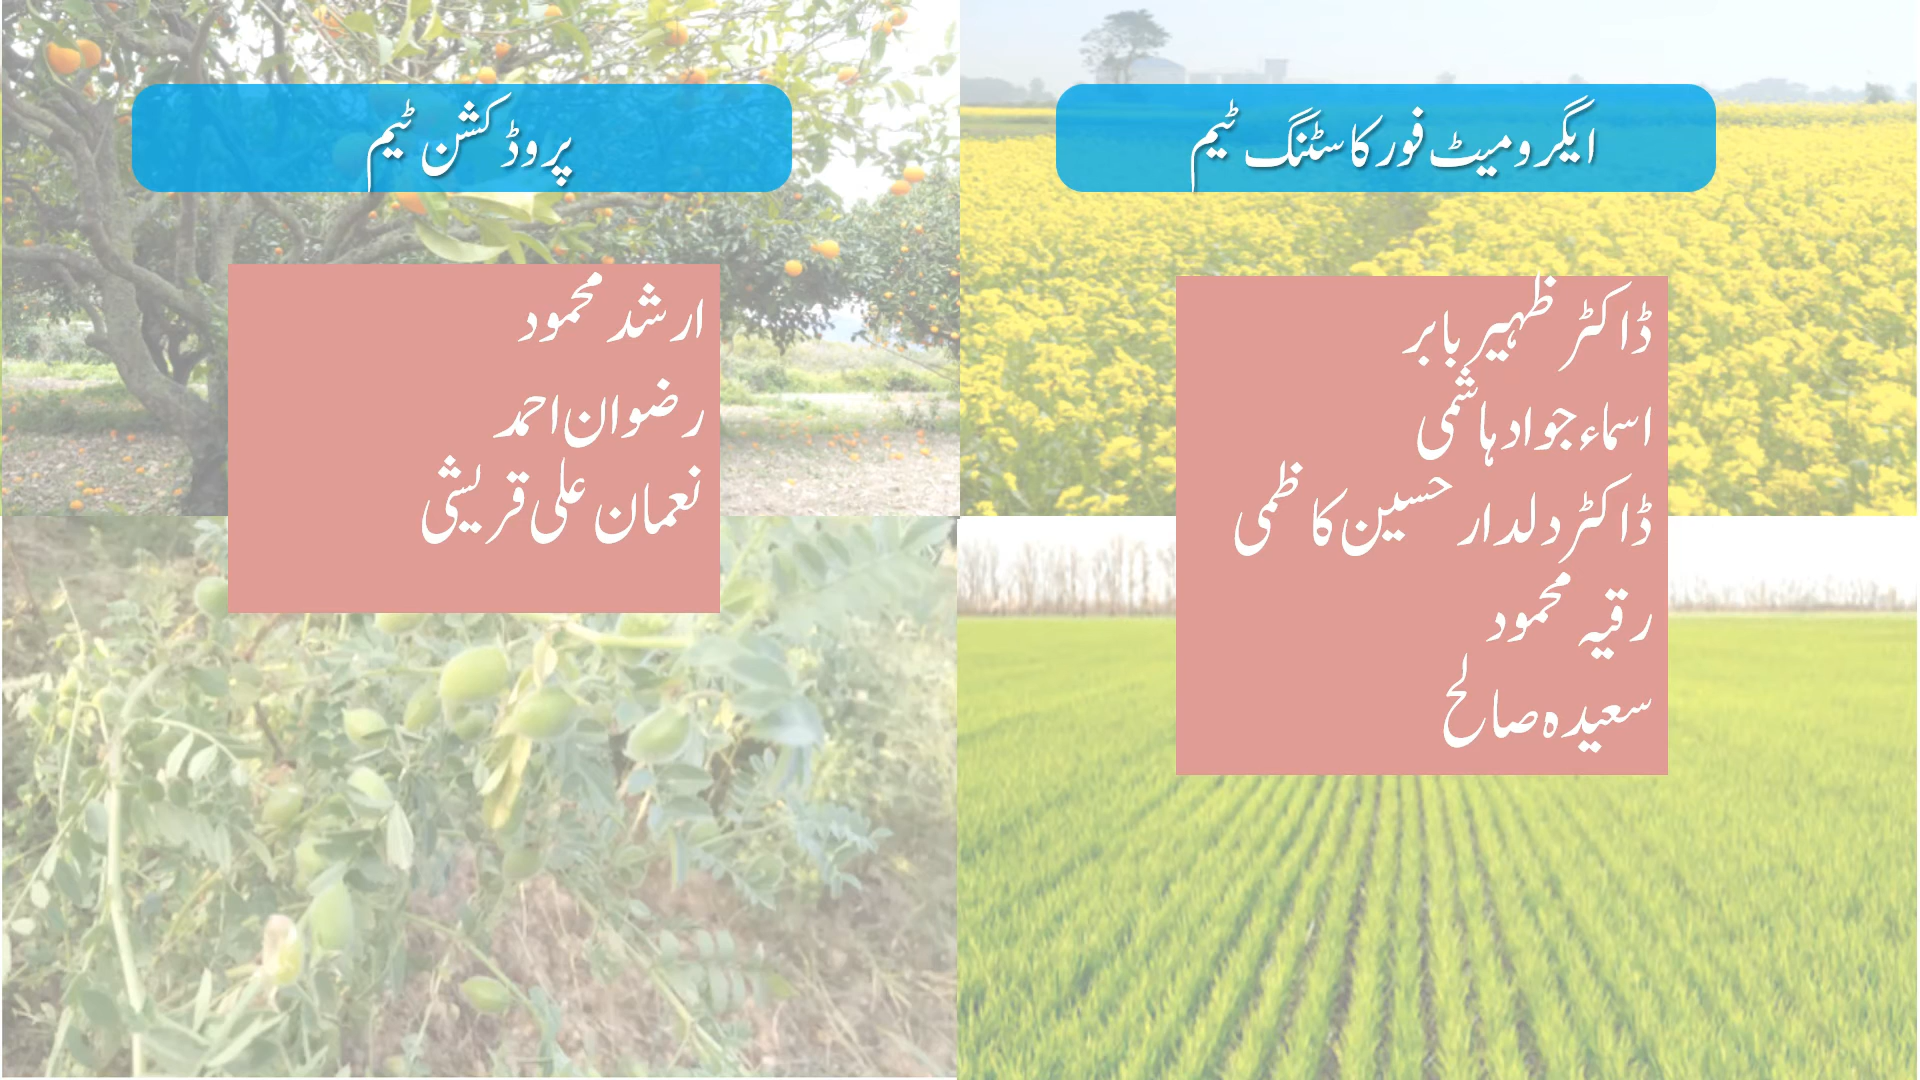 ایگرومیٹ فورکاسٹنگ ٹیم
ڈاکٹر ظہیر بابر
اسماء جواد ہاشمی
ڈاکٹر دلدار حسین کاظمی
رقیہ محمود
سعیدہ صالح
پروڈکشن ٹیم
ارشد محمود
رضوان احمد
نعمان علی قریشی